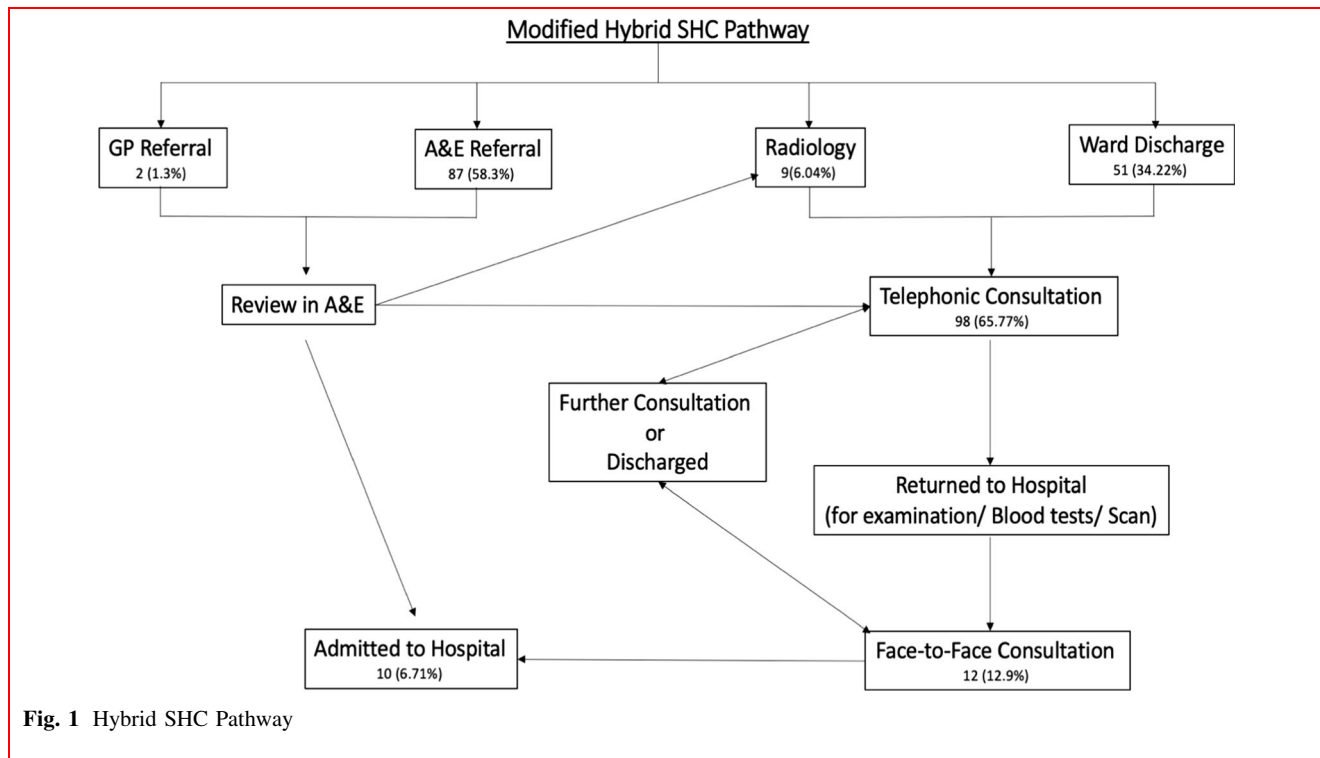 Modified Hybrid SHC Pathway
GP Referral
2 (1.3%)
A&E Referral
87 (58.3%)
Radiology
9(6.04%)
Ward Discharge
51 (34.22%)
Review in A&E
Telephonic Consultation
98 (65.77%)
Further Consultation
or
Discharged
Returned to Hospital
(for examination/ Blood tests/ Scan)
Admitted to Hospital
10 (6.71%)
Face-to-Face Consultation
12 (12.9%)
Fig. 1 Hybrid SHC Pathway